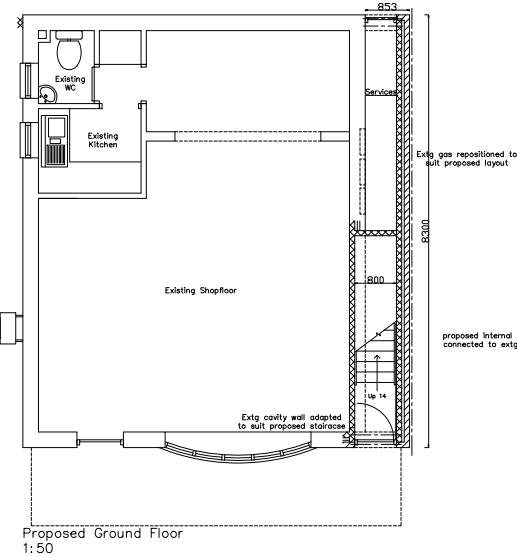 853
Existing
WC
Services
Existing
Kitchen
Extg gas repositioned to
suit proposed layout
8300
800
Existing Shopfloor
proposed internal
connected to extg
Up 14
Extg cavity wall adapted
to suit proposed stairacse
Proposed Ground Floor
1:50